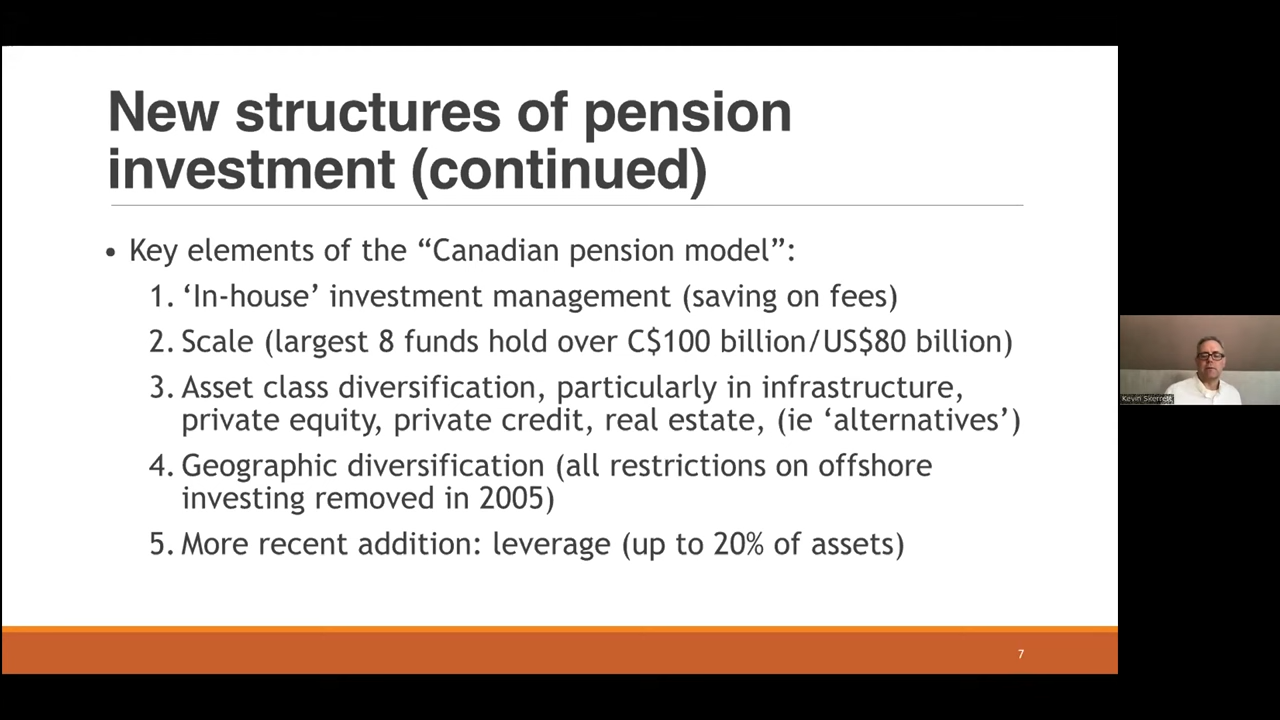 New structures of pension
investment (continued)
• Key elements of the “Canadian pension model”:
1. ‘In-house’ investment management (saving on fees)
2. Scale (largest 8 funds hold over C$100 billion/US$80 billion)
3. Asset class diversification, particularly in infrastructure,
private equity, private credit, real estate, (ie ‘alternatives’)
4. Geographic diversification (all restrictions on offshore
investing removed in 2005)
5. More recent addition: leverage (up to 20% of assets)
7
Kevin Skerrett